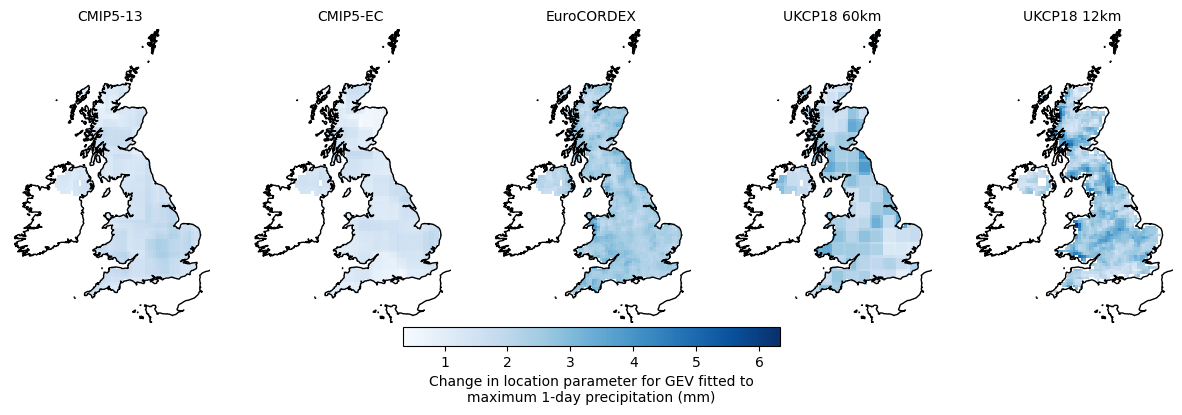 CMIP5-13
CMIP5-EC
EuroCORDEX
UKCP18 60km
UKCP18 12km
1 2 3 4 5 6
Change in location parameter for GEV fitted to
maximum 1-day precipitation (mm)